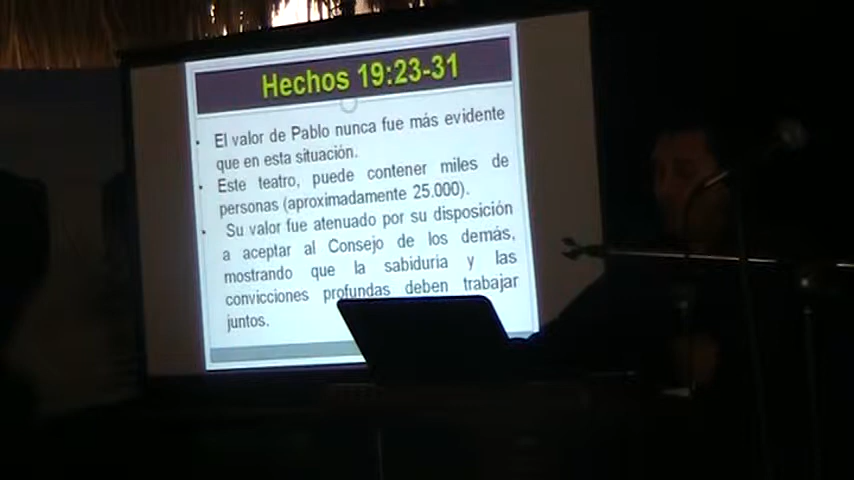 Hechos 19:23-31
• El valor de Pablo nunca fue más evidente
que en esta situación.
• Este teatro, puede contener miles de
personas (aproximadamente 25.000).
• Su valor fue atenuado por su disposición
a aceptar al Consejo de los demás,
mostrando que la sabiduría y las
convicciones profundas deben trabajar
juntos.